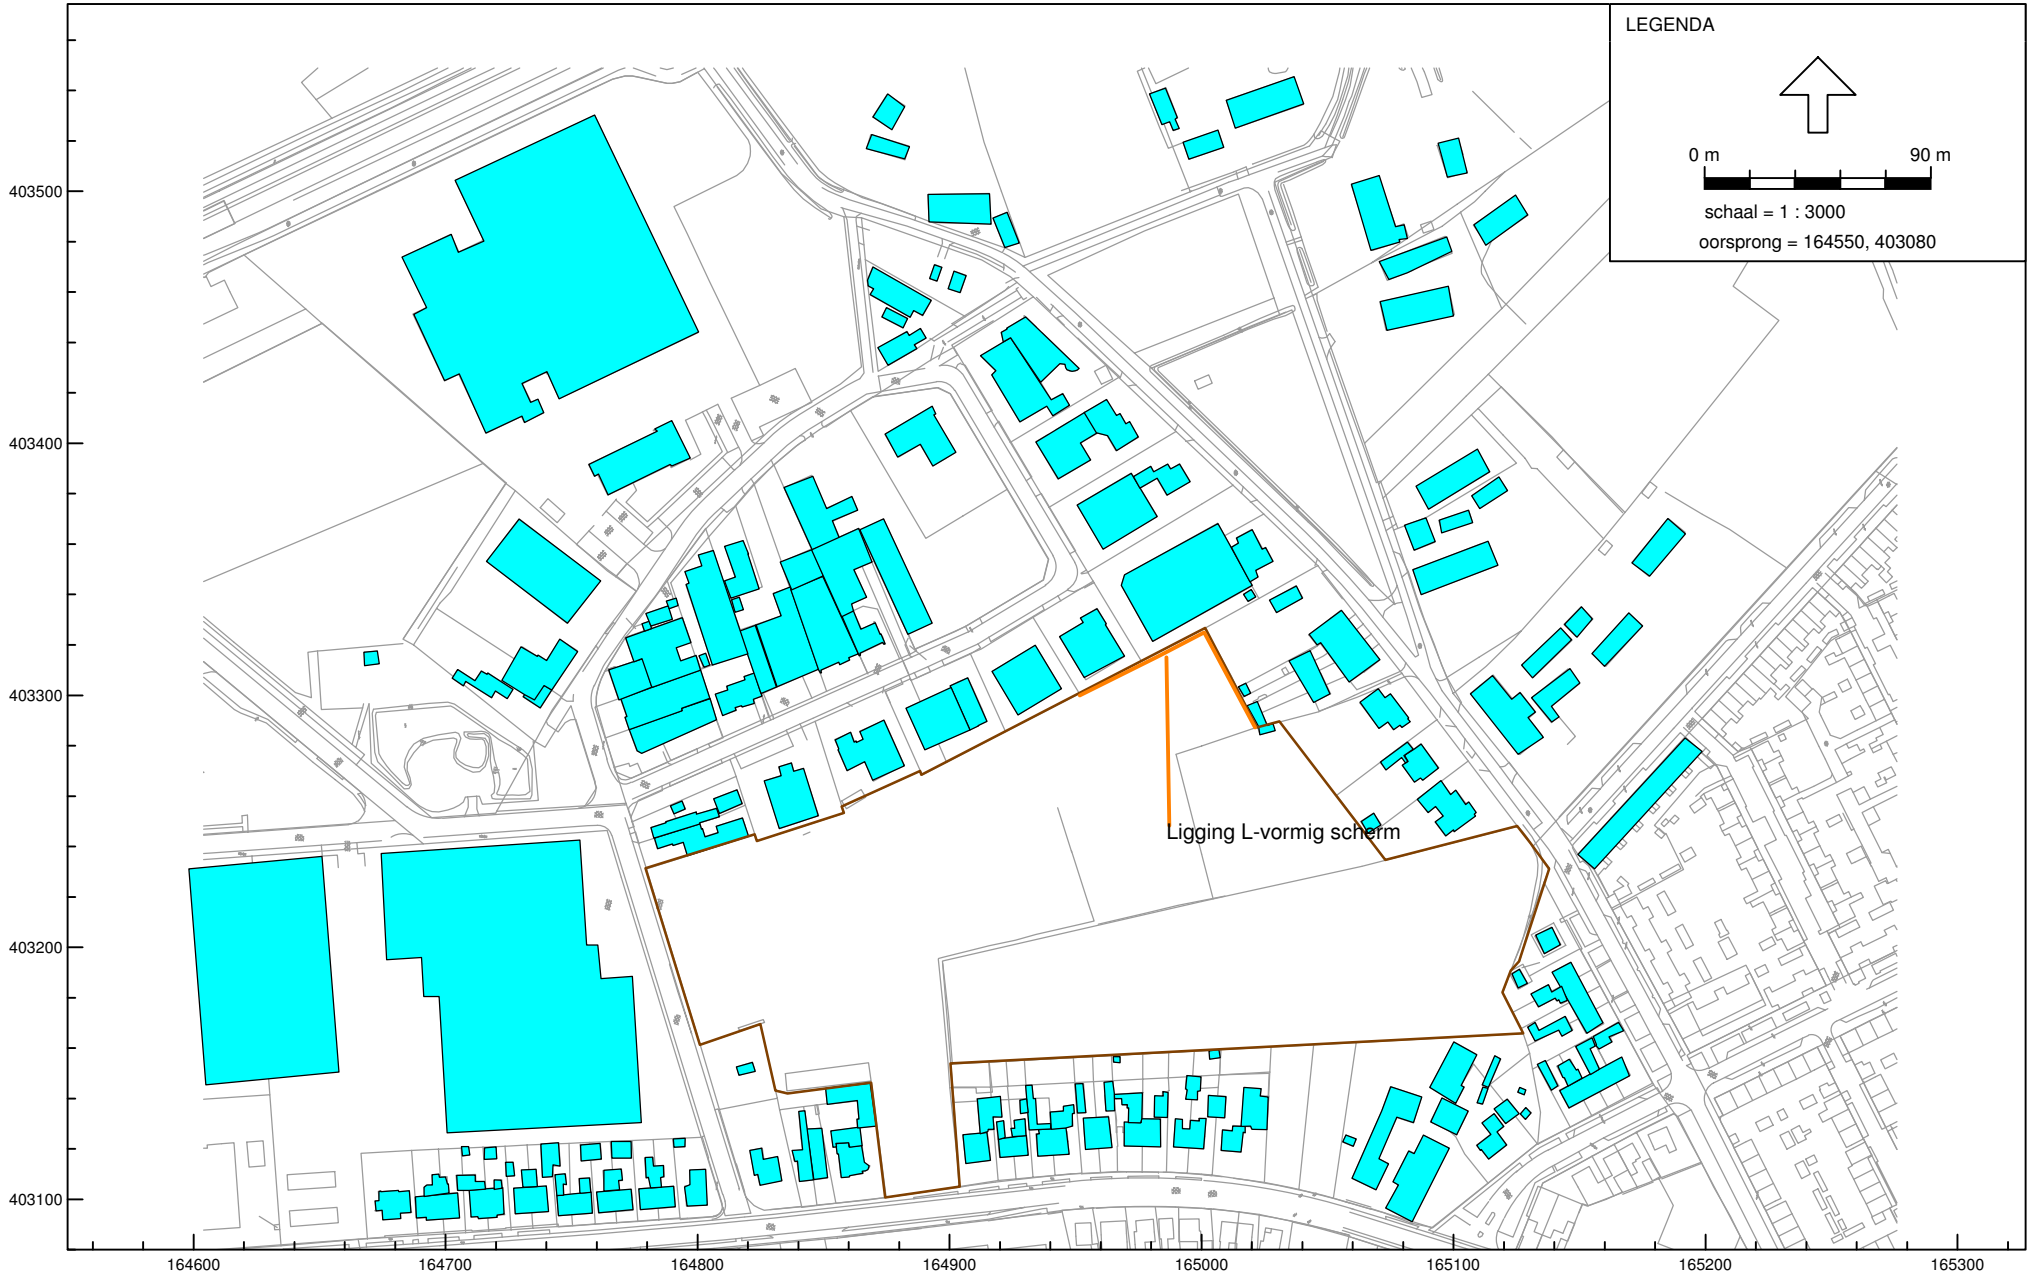 LEGENDA
0 m 90 m
schaal = 1 : 3000
oorsprong = 164550, 403080
403500
403400
403300
Ligging L-vormig scherm
403200
403100
164600 164700 164800 164900 165000 165100 165200 165300